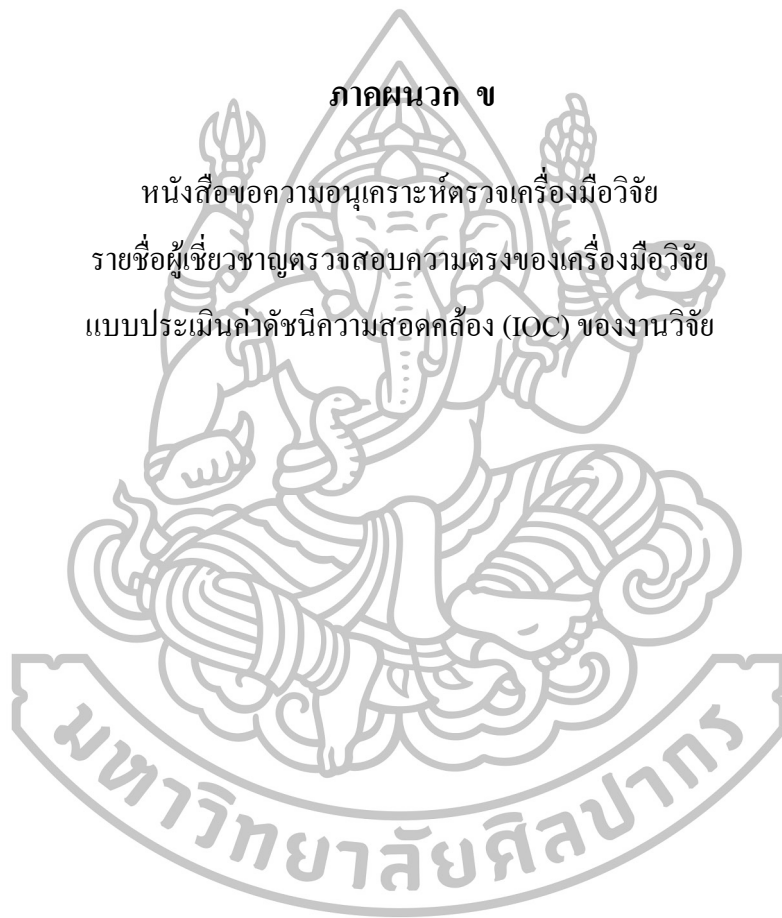 ภาคผนวก ข
หนังสือขอความอนุเคราะห์ตรวจเครื่องมือวิจัย
รายชื่อผู้เชี่ยวชาญตรวจสอบความตรงของเครื่องมือวิจัย
แบบประเมินค่าดัชนีความสอดคล้อง (IOC) ของงานวิจัย
มหาวิทยาลัยศิลปากร